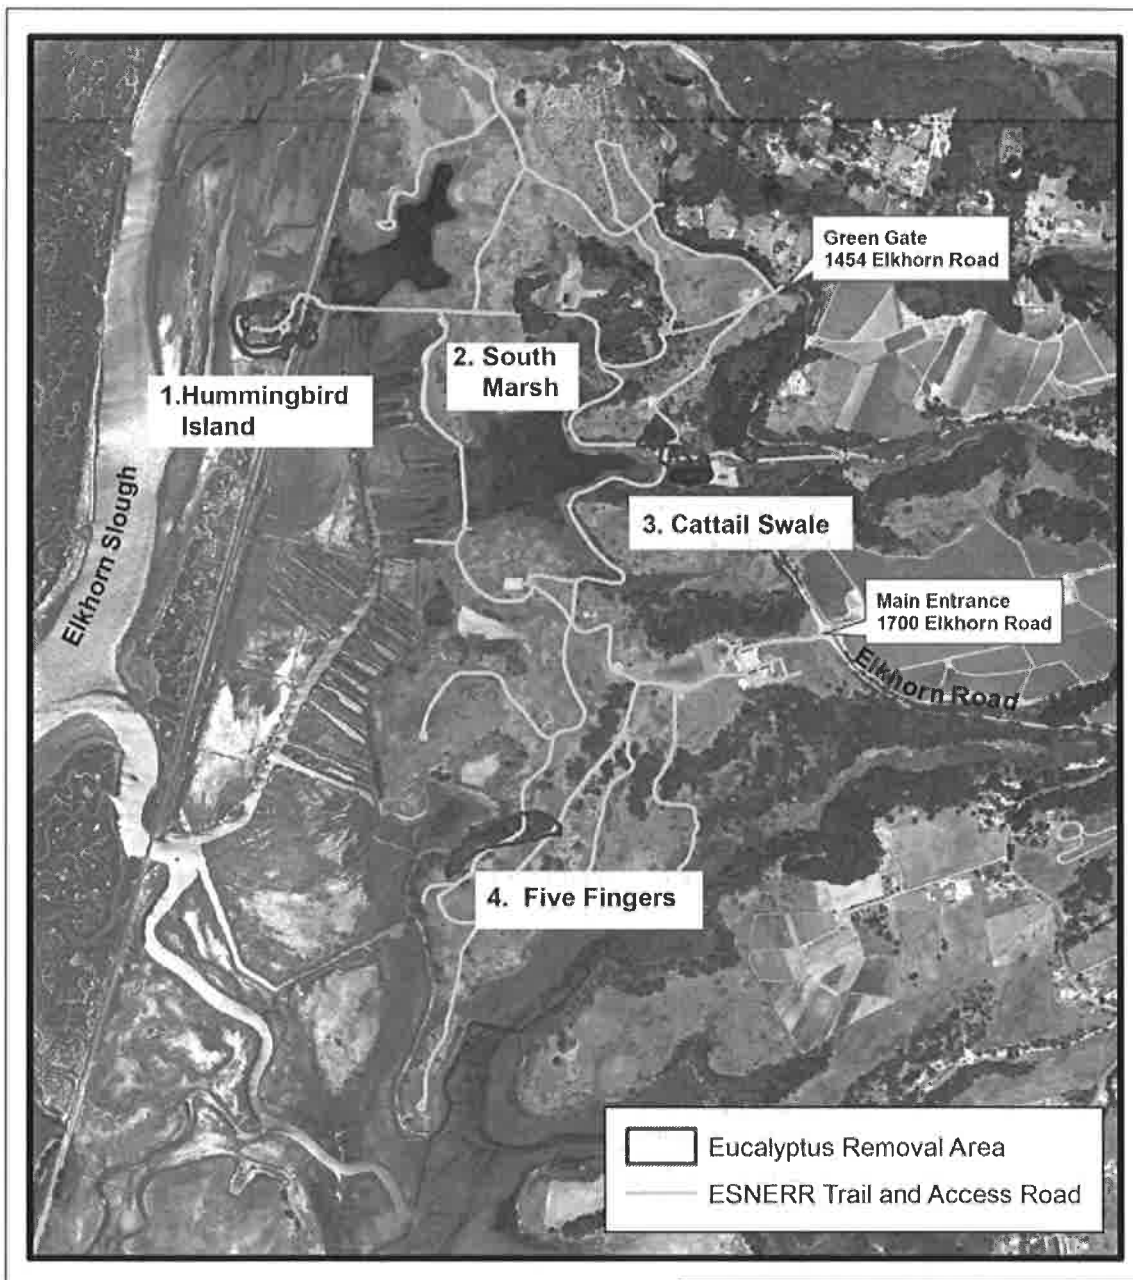 Green Gate
1454 Elkhorn Road
2. South
Marsh
1.Hummingbird
Island
Elkhorn Slough
3. Cattail Swale
Main Entrance
1700 Elkhorn Road
Elkhorn Road
4. Five Fingers
Eucalyptus Removal Area
ESNERR Trail and Access Road